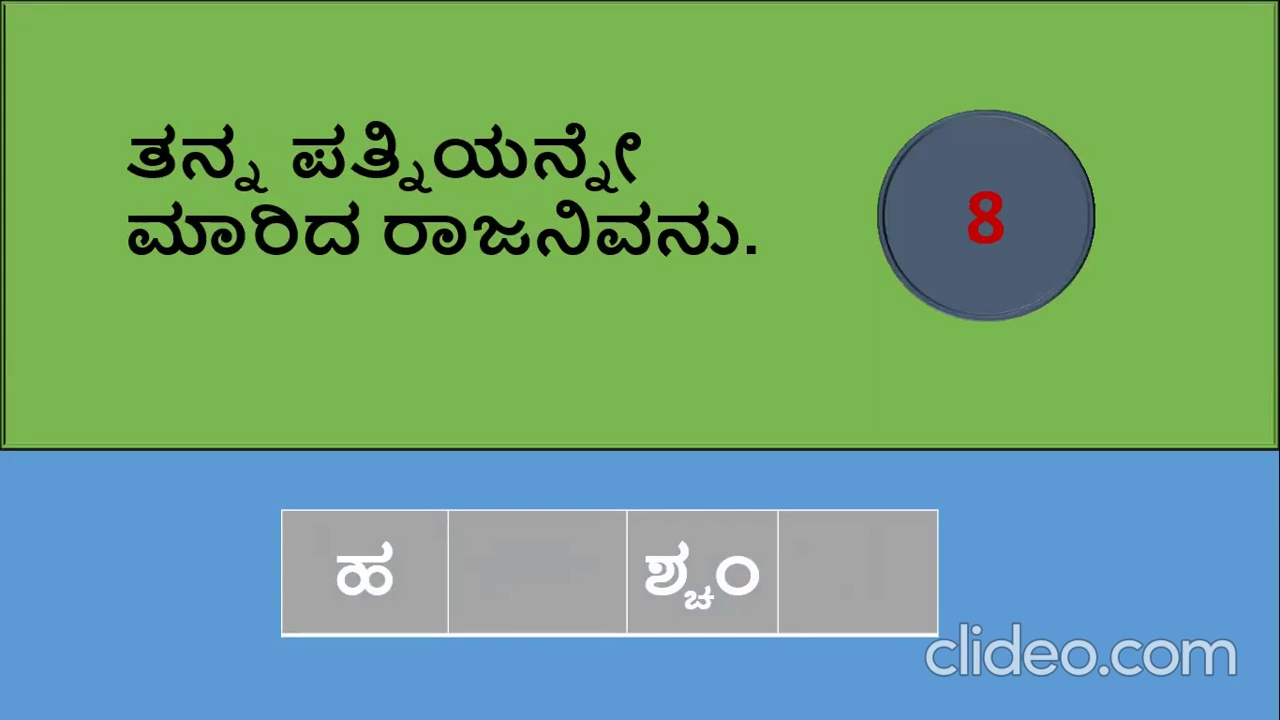 ತನ್ನ ಪತ್ನಿಯನ್ನೇ
ಮಾರಿದ ರಾಜನಿವನು.
8
ಹ ಶ್ಚಂ
clideo.com